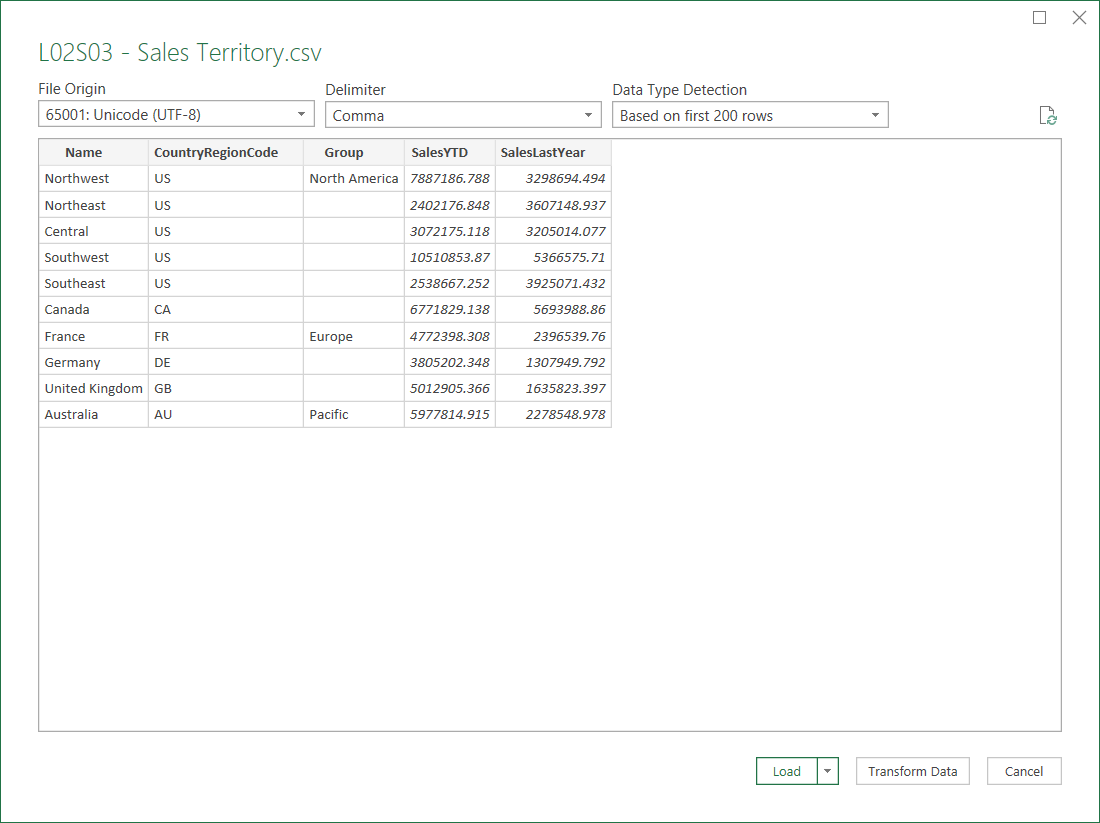 L02S03 - Sales Territory.csv
File Origin Delimiter Data Type Detection
65001: Unicode (UTF-8) Comma Based on first 200 rows
Name CountryRegionCode Group SalesYTD SalesLastYear
Northwest US North America 7887186.788 3298694.494
Northeast US 2402176.848 3607148.937
Central US 3072175.118 3205014.077
Southwest US 10510853.87 5366575.71
Southeast US 2538667.252 3925071.432
Canada CA 6771829.138 5693988.86
France FR Europe 4772398.308 2396539.76
Germany DE 3805202.348 1307949.792
United Kingdom GB 5012905.366 1635823.397
Australia AU Pacific 5977814.915 2278548.978
Load Transform Data Cancel